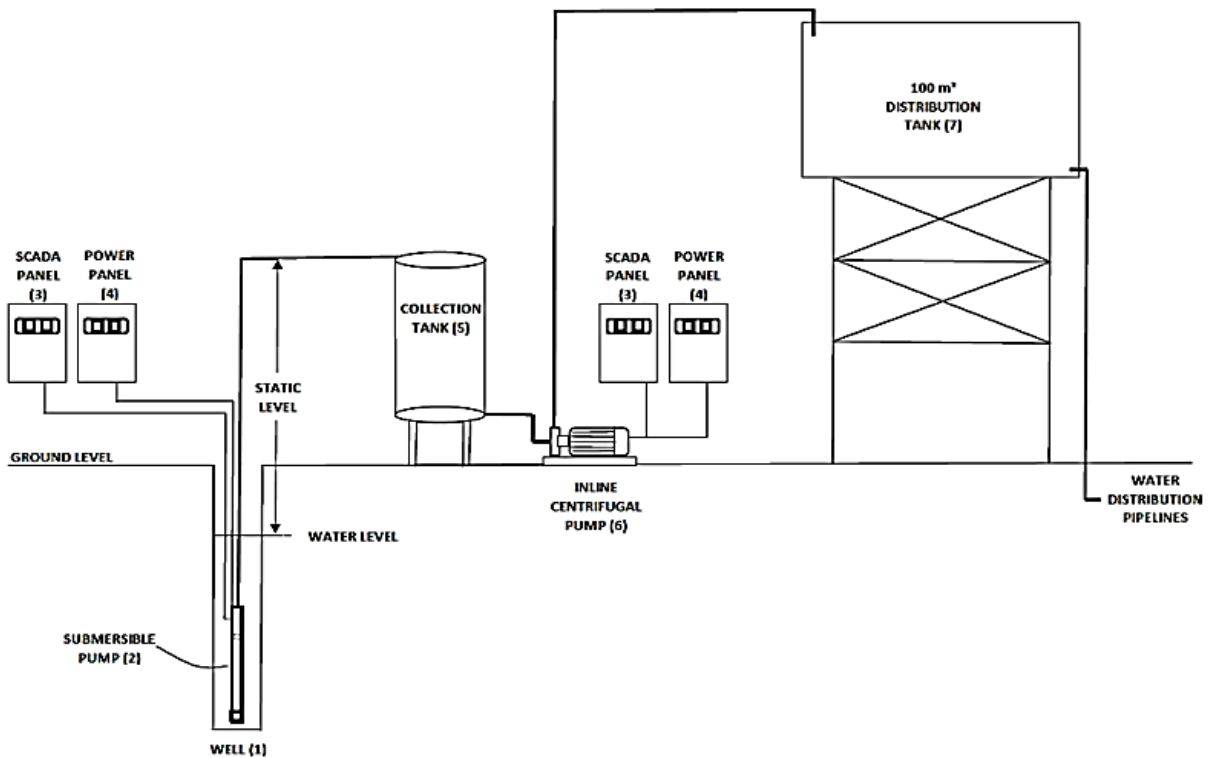 100 m³
DISTRIBUTION
TANK (7)
SCADA
PANEL
(3)
POWER
PANEL
(4)
COLLECTION
TANK (5)
SCADA
PANEL
(3)
POWER
PANEL
(4)
STATIC
LEVEL
GROUND LEVEL
INLINE
CENTRIFUGAL
PUMP (6)
WATER
DISTRIBUTION
PIPELINES
WATER LEVEL
SUBMERSIBLE
PUMP (2)
WELL (1)